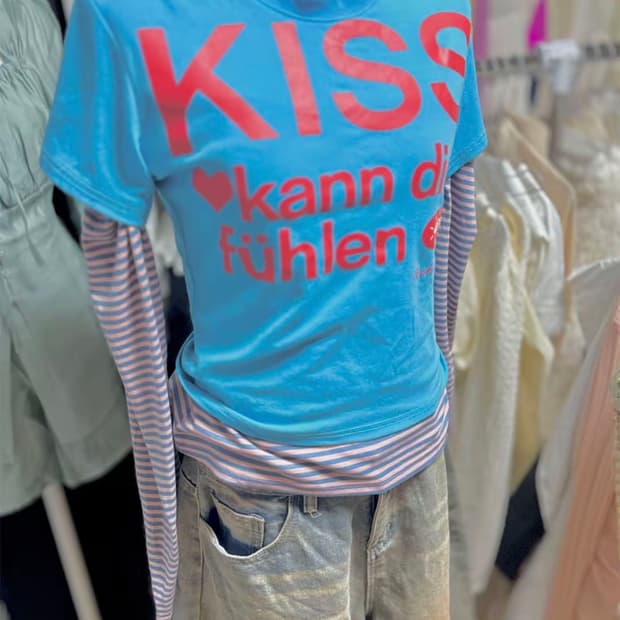 KISS
♥kann di
fühlen